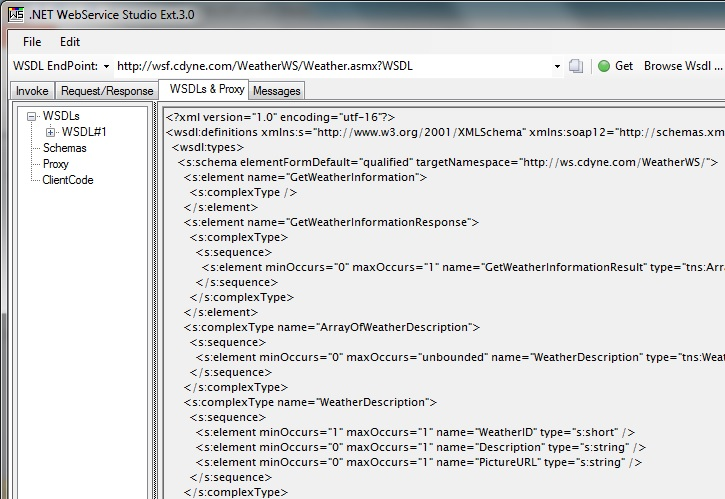 .NET WebService Studio Ext.3.0
File Edit
WSDL EndPoint: http://wsf.cdyne.com/WeatherWS/Weather.asmx?WSDL Get Browse Wsdl ...
Invoke Request/Response WSDLs & Proxy Messages
WSDLs
WSDL#1
Schemas
Proxy
ClientCode
<?xml version="1.0" encoding="utf-16"?>
<wsdl:definitions xmlns:s="http://www.w3.org/2001/XMLSchema" xmlns:soap12="http://schemas.xm
<wsdl:types>
<s:schema elementFormDefault="qualified" targetNamespace="http://ws.cdyne.com/WeatherWS/">
<s:element name="GetWeatherInformation">
<s:complexType />
</s:element>
<s:element name="GetWeatherInformationResponse">
<s:complexType>
<s:sequence>
<s:element minOccurs="0" maxOccurs="1" name="GetWeatherInformationResult" type="tns:Arr
</s:sequence>
</s:complexType>
</s:element>
<s:complexType name="ArrayOfWeatherDescription">
<s:sequence>
<s:element minOccurs="0" maxOccurs="unbounded" name="WeatherDescription" type="tns:Wea
</s:sequence>
</s:complexType>
<s:complexType name="WeatherDescription">
<s:sequence>
<s:element minOccurs="1" maxOccurs="1" name="WeatherID" type="s:short" />
<s:element minOccurs="0" maxOccurs="1" name="Description" type="s:string" />
<s:element minOccurs="0" maxOccurs="1" name="PictureURL" type="s:string" />
</s:sequence>
</s:complexType>